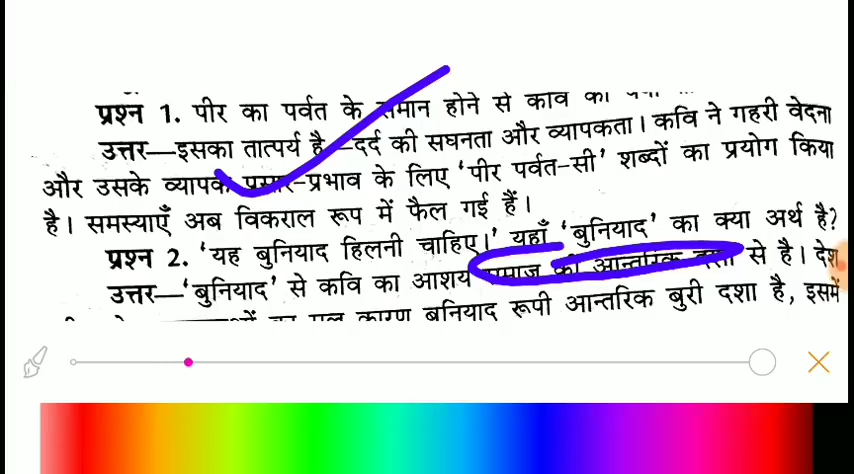 प्रश्न 1. पीर का पर्वत के समान होने से कवि का क्या
उत्तर—इसका तात्पर्य है—दर्द की सघनता और व्यापकता। कवि ने गहरी वेदना
और उसके व्यापक प्रसार-प्रभाव के लिए ‘पीर पर्वत-सी’ शब्दों का प्रयोग किया
है। समस्याएँ अब विकराल रूप में फैल गई हैं।
प्रश्न 2. ‘यह बुनियाद हिलनी चाहिए।’ यहाँ ‘बुनियाद’ का क्या अर्थ है?
उत्तर—‘बुनियाद’ से कवि का आशय समाज की आन्तरिक दशा से है। देश
मूल कारण बुनियाद रूपी आन्तरिक बुरी दशा है, इसमें